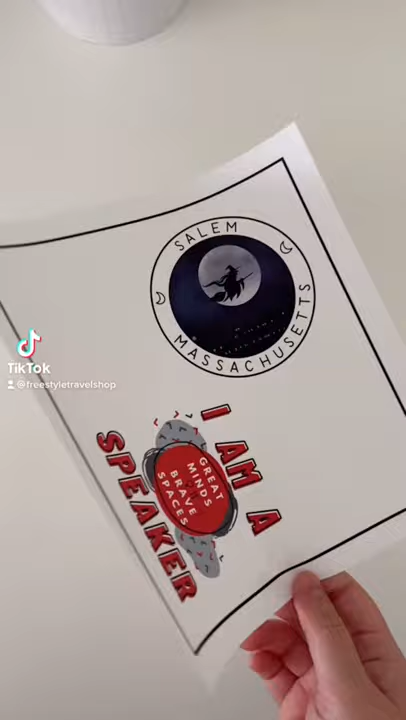 SALEM
MASSACHUSETTS
I AM A
GREAT
MINDS
BRAVE
SPACES
SPEAKER
TikTok
@freestyletravelshop